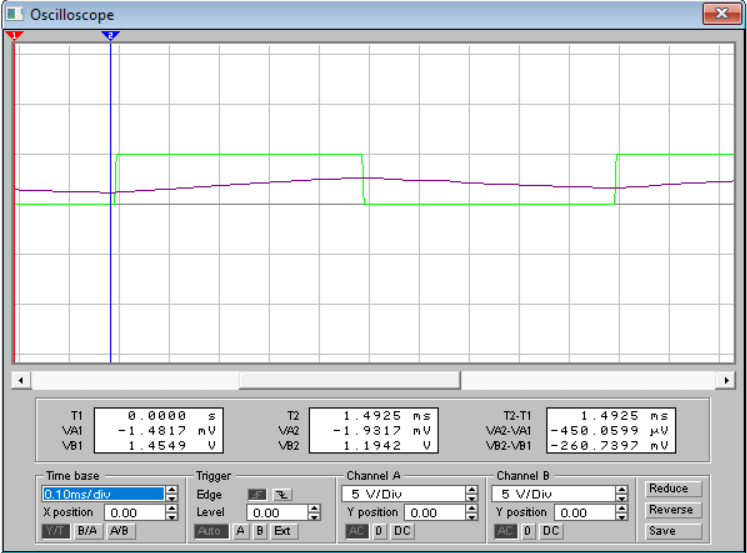 Oscilloscope
1 2
T1 0.0000 s T2 1.4925 ms T2-T1 1.4925 ms
VA1 -1.4817 mV VA2 -1.9317 mV VA2-VA1 -450.0599 μV
VB1 1.4549 V VB2 1.1942 V VB2-VB1 -260.7397 mV
Time base Trigger Channel A Channel B
0.10ms/div Edge 5 V/Div 5 V/Div Reduce
X position 0.00 Level 0.00 Y position 0.00 Y position 0.00 Reverse
Y/T B/A A/B Auto A B Ext AC 0 DC AC 0 DC Save